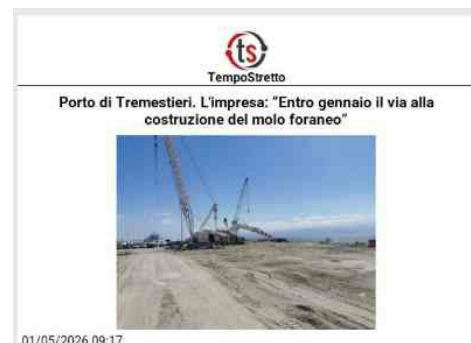 ts
TempoStretto
Porto di Tremestieri. L'impresa: "Entro gennaio il via alla
costruzione del molo foraneo"
01/05/2026 09:17